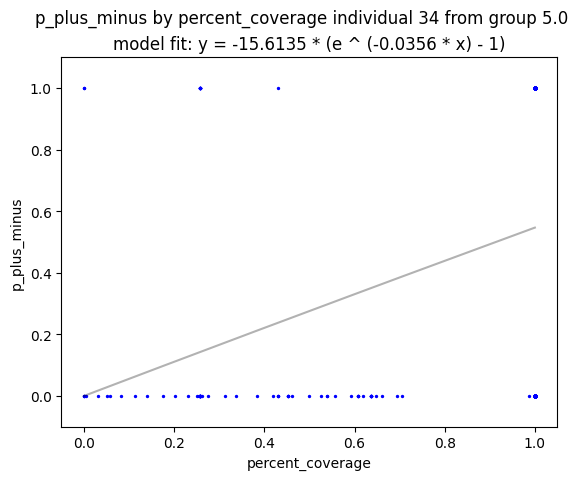 p_plus_minus by percent_coverage individual 34 from group 5.0
model fit: y = -15.6135 * (e ^ (-0.0356 * x) - 1)
1.0
0.8
0.6
0.4
0.2
0.0
p_plus_minus
0.0 0.2 0.4 0.6 0.8 1.0
percent_coverage